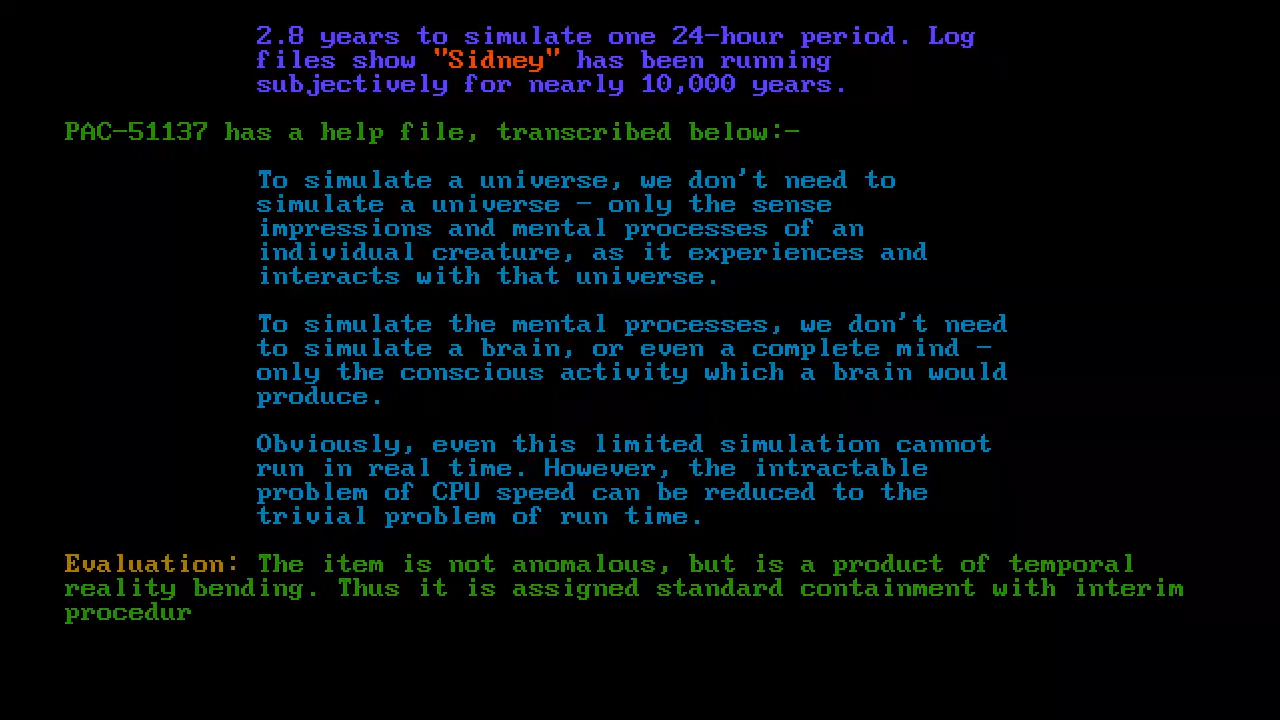 2.8 years to simulate one 24-hour period. Log
files show "Sidney" has been running
subjectively for nearly 10,000 years.
PAC-51137 has a help file, transcribed below:-
To simulate a universe, we don't need to
simulate a universe - only the sense
impressions and mental processes of an
individual creature, as it experiences and
interacts with that universe.
To simulate the mental processes, we don't need
to simulate a brain, or even a complete mind -
only the conscious activity which a brain would
produce.
Obviously, even this limited simulation cannot
run in real time. However, the intractable
problem of CPU speed can be reduced to the
trivial problem of run time.
Evaluation: The item is not anomalous, but is a product of temporal
reality bending. Thus it is assigned standard containment with interim
procedur